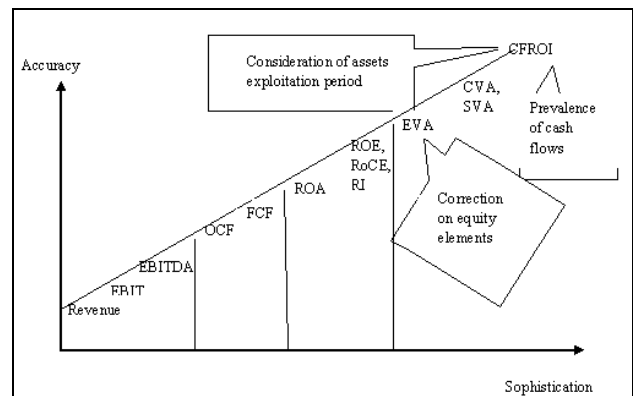 Accuracy
Consideration of assets
exploitation period
CFROI
CVA,
SVA
Prevalence
of cash
flows
EVA
ROE,
RoCE,
RI
Correction
on equity
elements
ROA
FCF
OCF
EBITDA
EBIT
Revenue
Sophistication